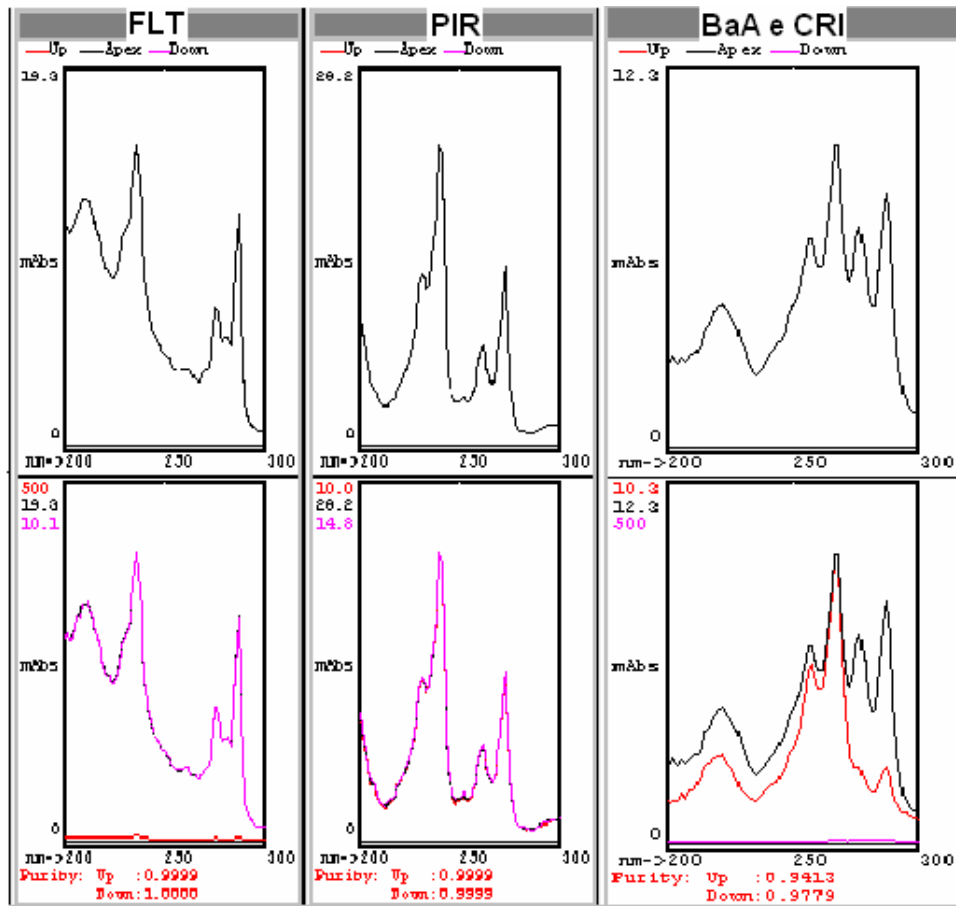 FLT
Up Apex Down
19.3
mAbs
0
nm->200 250 300
500
19.3
10.1
mAbs
0
nm->200 250 300
Purity: Up :0.9999
Down:1.0000
PIR
Up Apex Down
20.2
mAbs
0
nm->200 250 300
10.0
20.2
14.8
mAbs
0
nm->200 250 300
Purity: Up :0.9999
Down:0.9999
BaA e CRI
Up Apex Down
12.3
mAbs
0
nm->200 250 300
10.3
12.3
500
mAbs
0
nm->200 250 300
Purity: Up :0.9413
Down:0.9779